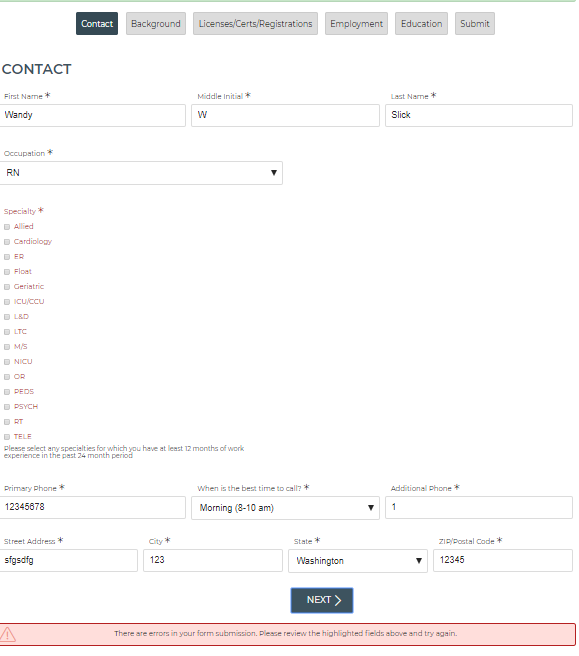 Contact Background Licenses/Certs/Registrations Employment Education Submit
CONTACT
First Name * Middle Initial * Last Name *
Wandy W Slick
Occupation *
RN
Specialty *
Allied
Cardiology
ER
Float
Geriatric
ICU/CCU
L&D
LTC
M/S
NICU
OR
PEDS
PSYCH
RT
TELE
Please select any specialties for which you have at least 12 months of work
experience in the past 24 month period
Primary Phone * When is the best time to call? * Additional Phone *
12345678 Morning (8-10 am) 1
Street Address * City * State * ZIP/Postal Code *
sfgsdfg 123 Washington 12345
NEXT
There are errors in your form submission. Please review the highlighted fields above and try again.